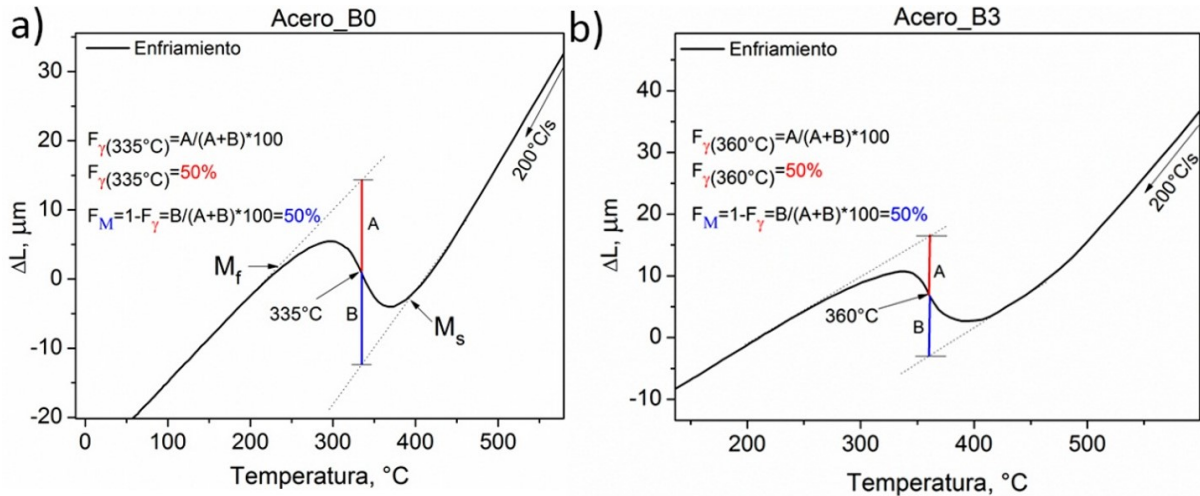 a)
Acero_B0
Enfriamiento
30
20
10
0
-10
-20
ΔL, µm
Fγ(335°C)=A/(A+B)*100
Fγ(335°C)=50%
FM=1-Fγ=B/(A+B)*100=50%
200°C/s
A
Mf
335°C
B
Ms
0 100 200 300 400 500
Temperatura, °C
b)
Acero_B3
Enfriamiento
40
30
20
10
0
-10
ΔL, µm
Fγ(360°C)=A/(A+B)*100
Fγ(360°C)=50%
FM=1-Fγ=B/(A+B)*100=50%
200°C/s
A
360°C
B
200 300 400 500
Temperatura, °C